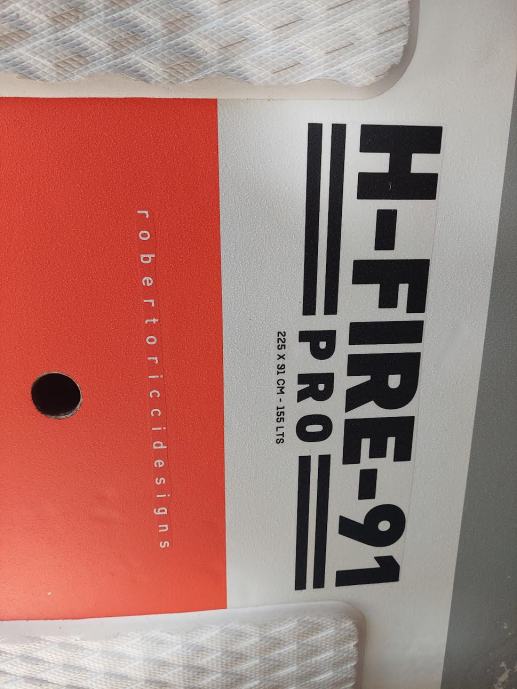 H-FIRE-91
PRO
225 X 91 CM - 155 LTS
robertoriccidesigns